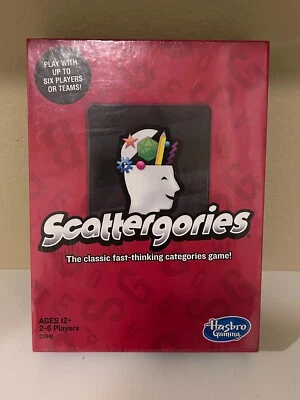 PLAY WITH
UP TO
SIX PLAYERS
OR TEAMS!
Scattergories
The classic fast-thinking categories game!
AGES 12+
2-6 Players
Hasbro
Gaming